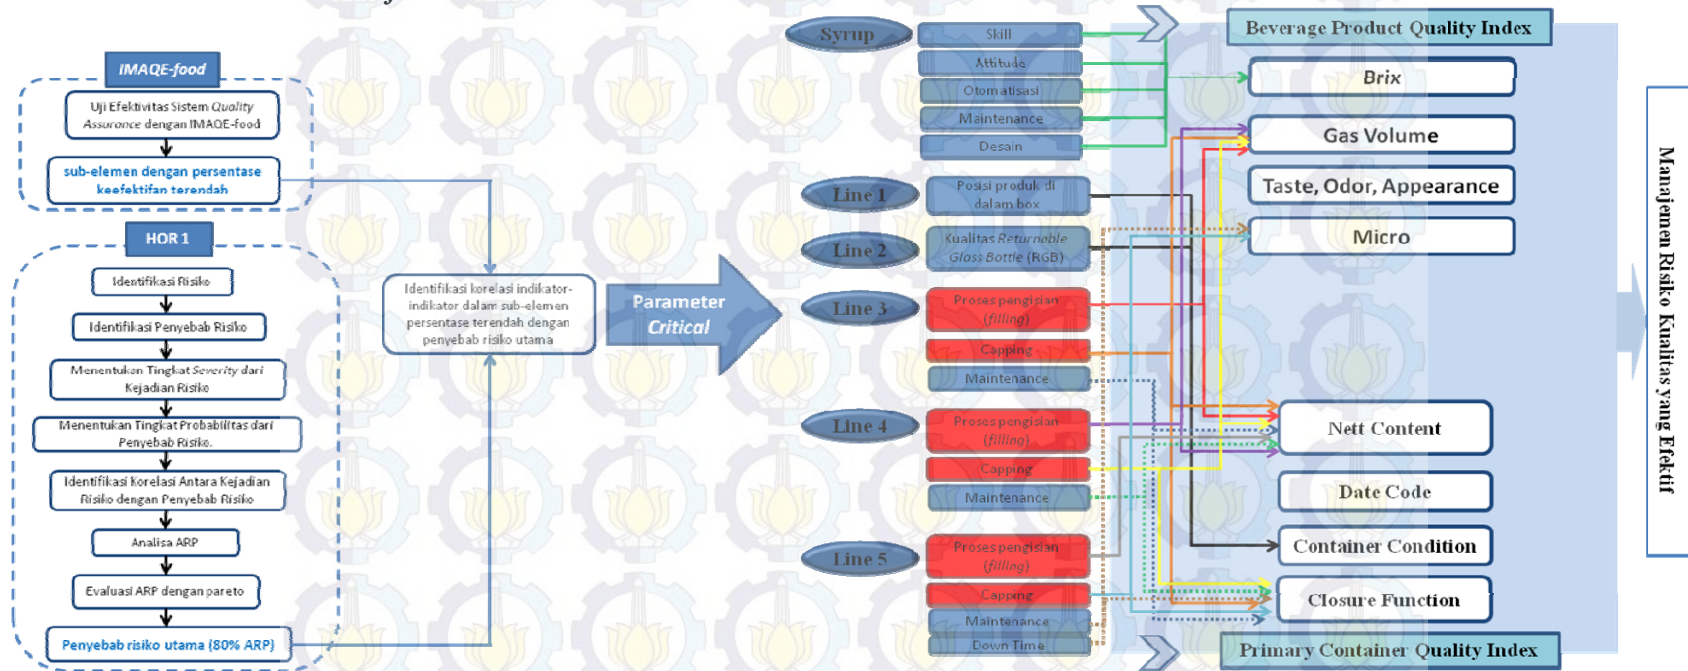 IMAQE-food
Uji Efektivitas Sistem Quality
Assurance dengan IMAQE-food
sub-elemen dengan persentase
keefektifan terendah
HOR 1
Identifikasi Risiko
Identifikasi Penyebab Risiko
Menentukan Tingkat Severity dari
Kejadian Risiko
Menentukan Tingkat Probabilitas dari
Penyebab Risiko.
Identifikasi Korelasi Antara Kejadian
Risiko dengan Penyebab Risiko
Analisa ARP
Evaluasi ARP dengan pareto
Penyebab risiko utama (80% ARP)
Identifikasi korelasi indikator-
indikator dalam sub-elemen
persentase terendah dengan
penyebab risiko utama
Parameter
Critical
Syrup
Skill
Attitude
Otomatisasi
Maintenance
Desain
Line 1
Posisi produk di
dalam box
Line 2
Kualitas Returnable
Glass Bottle (RGB)
Line 3
Proses pengisian
(filling)
Capping
Maintenance
Line 4
Proses pengisian
(filling)
Capping
Maintenance
Line 5
Proses pengisian
(filling)
Capping
Maintenance
Down Time
Beverage Product Quality Index
Brix
Gas Volume
Taste, Odor, Appearance
Micro
Nett Content
Date Code
Container Condition
Closure Function
Primary Container Quality Index
Manajemen Risiko Kualitas yang Efektif